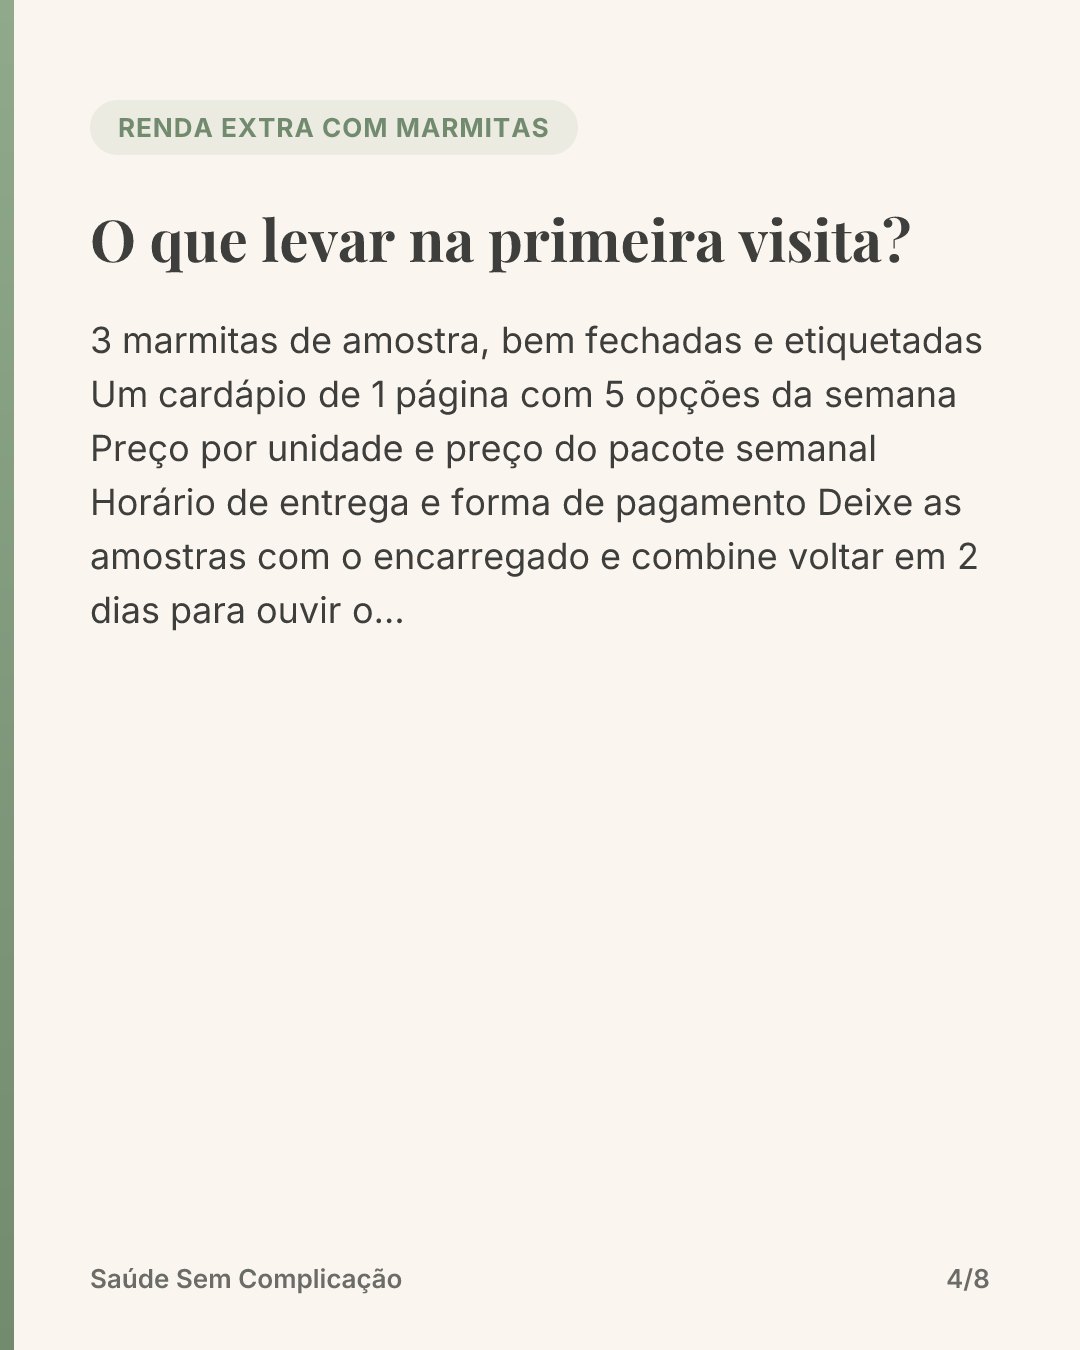 RENDA EXTRA COM MARMITAS
O que levar na primeira visita?
3 marmitas de amostra, bem fechadas e etiquetadas
Um cardápio de 1 página com 5 opções da semana
Preço por unidade e preço do pacote semanal
Horário de entrega e forma de pagamento Deixe as
amostras com o encarregado e combine voltar em 2
dias para ouvir o...
Saúde Sem Complicação
4/8